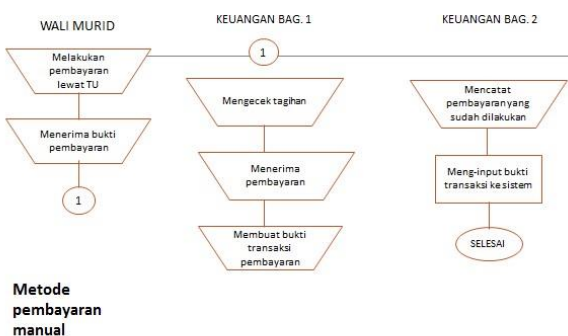 WALI MURID
Melakukan
pembayaran
lewat TU
Menerima bukti
pembayaran
1
KEUANGAN BAG. 1
1
Mengecek tagihan
Menerima
pembayaran
Membuat bukti
transaksi
pembayaran
KEUANGAN BAG. 2
Mencatat
pembayaran yang
sudah dilakukan
Meng-input bukti
transaksi ke sistem
SELESAI
Metode
pembayaran
manual